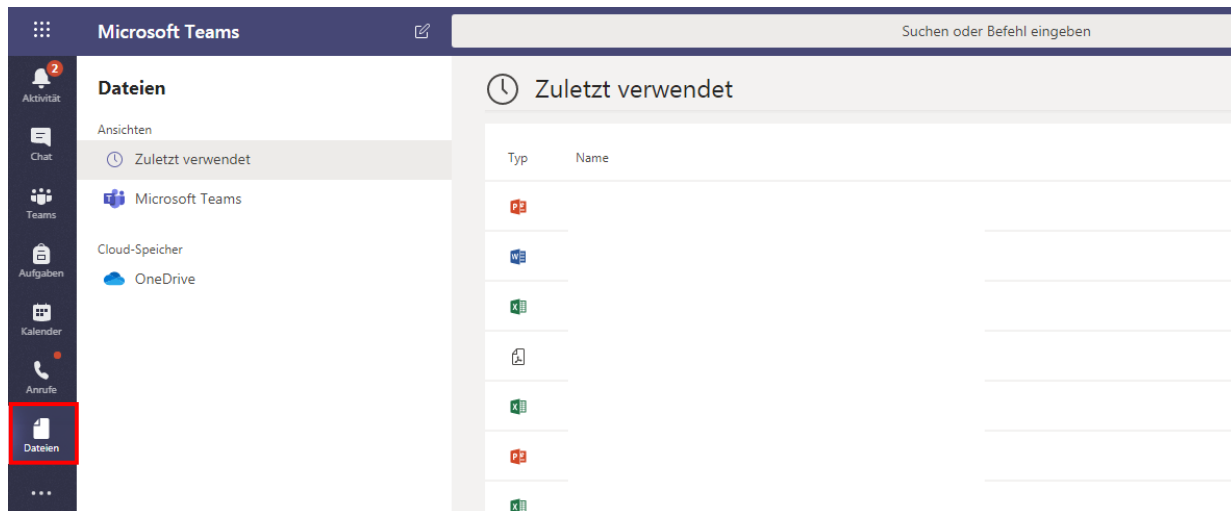 Microsoft Teams
Suchen oder Befehl eingeben
2
Aktivität
Chat
Teams
Aufgaben
Kalender
Anrufe
Dateien
Dateien
Ansichten
Zuletzt verwendet
Microsoft Teams
Cloud-Speicher
OneDrive
Zuletzt verwendet
Typ Name